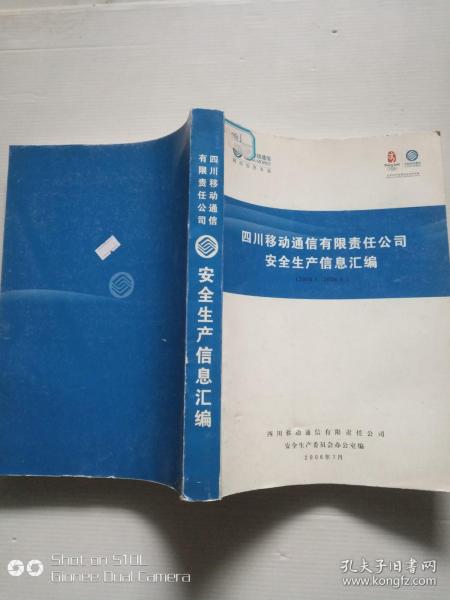 四川移动通信
有限责任公司
安全生产信息汇编
四川移动通信有限责任公司
安全生产信息汇编
四川移动通信有限责任公司
安全生产委员会办公室编
2006年7月
Shot on S10L
Gionee Dual Camera
孔夫子旧书网
www.kongfz.com